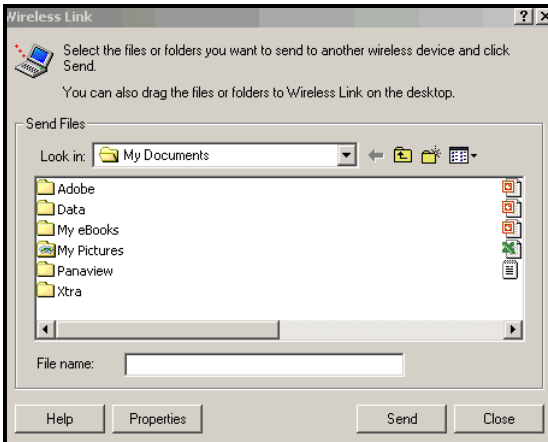 Wireless Link
Select the files or folders you want to send to another wireless device and click
Send.
You can also drag the files or folders to Wireless Link on the desktop.
Send Files
Look in: My Documents
Adobe
Data
My eBooks
My Pictures
Panaview
Xtra
File name:
Help Properties Send Close